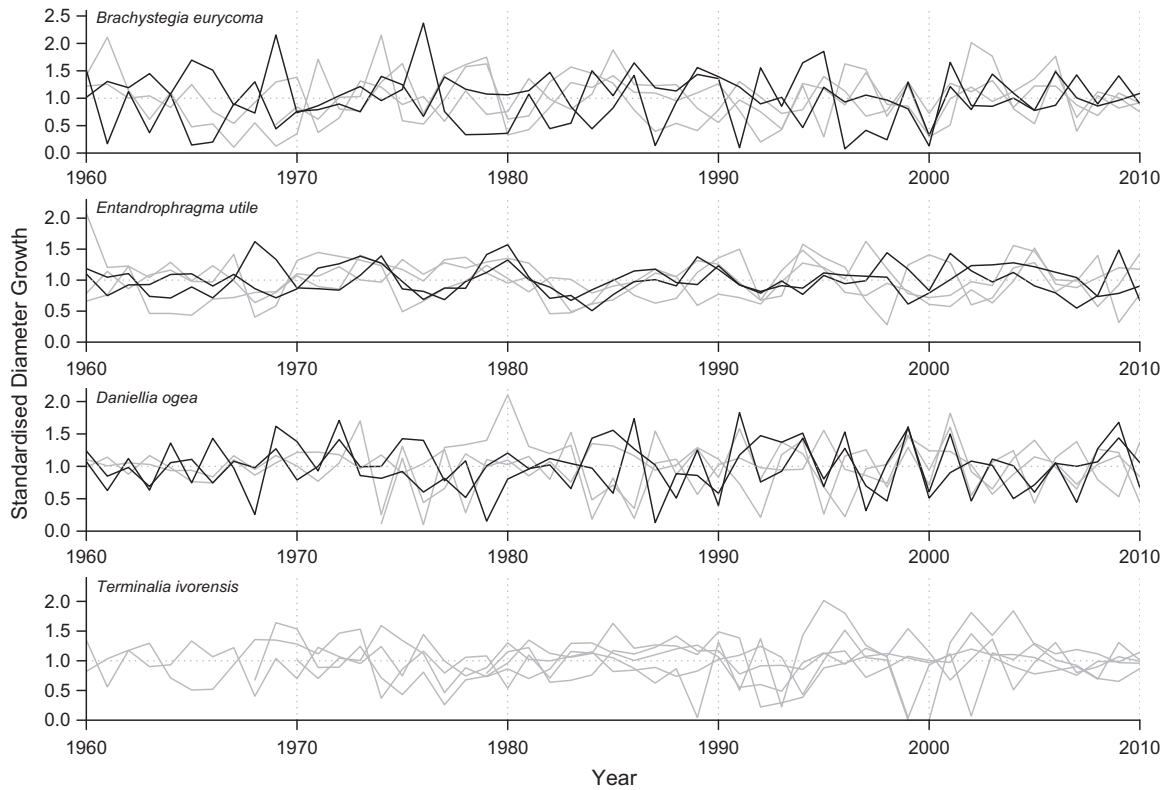 Standardised Diameter Growth
Brachystegia eurycoma
2.5
2.0
1.5
1.0
0.5
0.0
1960 1970 1980 1990 2000 2010
Entandrophragma utile
2.0
1.5
1.0
0.5
0.0
1960 1970 1980 1990 2000 2010
Daniellia ogea
2.0
1.5
1.0
0.5
0.0
1960 1970 1980 1990 2000 2010
Terminalia ivorensis
2.0
1.5
1.0
0.5
0.0
1960 1970 1980 1990 2000 2010
Year